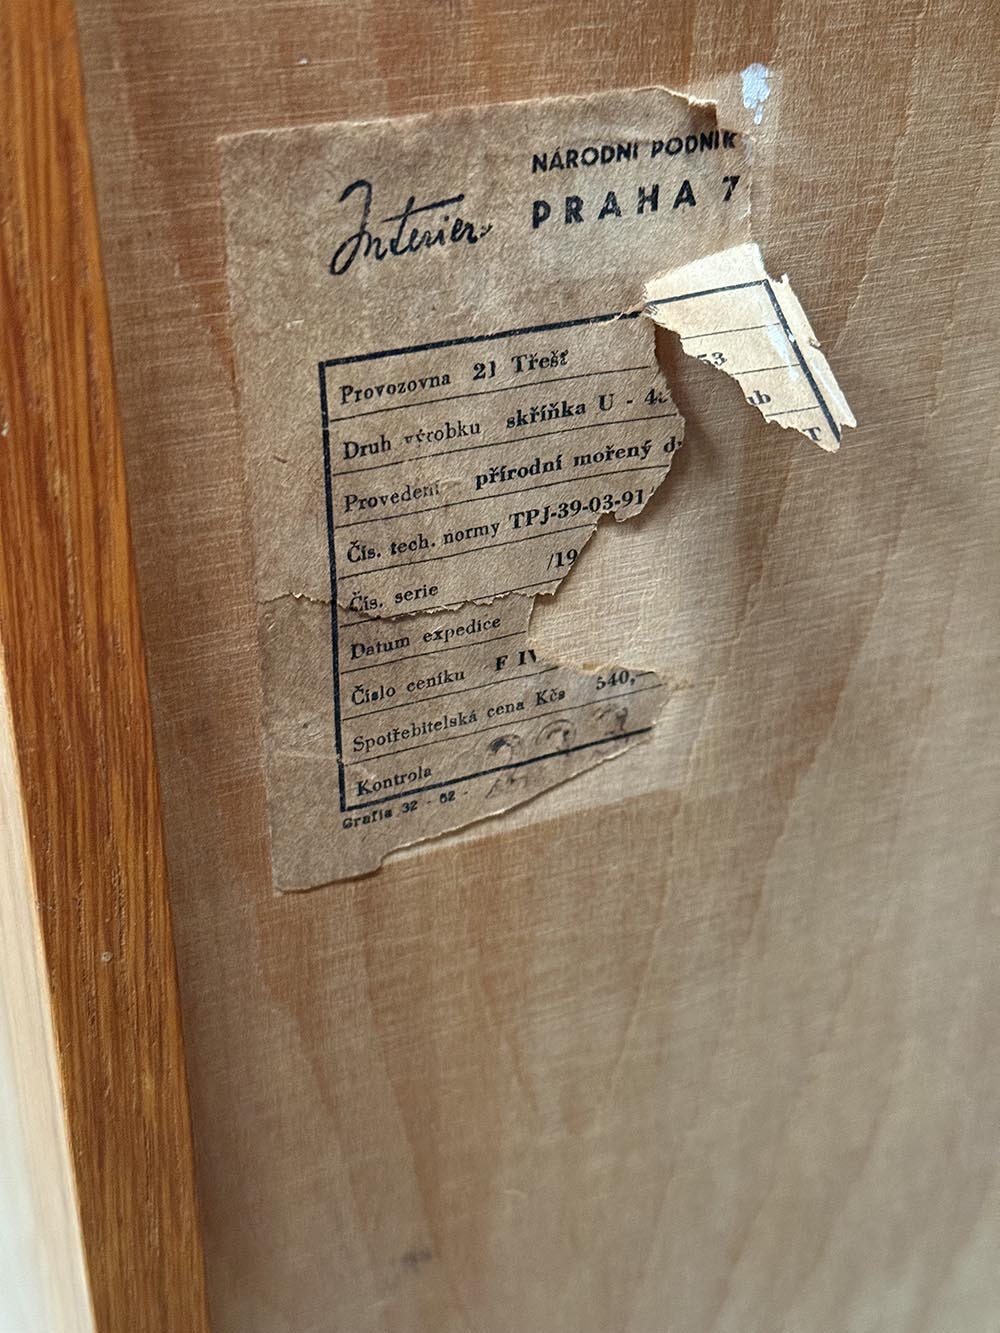 Interier
NÁRODNÍ PODNIK
PRAHA 7
Provozovna 21 Třešť
Druh výrobku skříňka U - 4 53
Provedení přírodní mořený d ub
Čís. tech. normy TPJ-39-03-91 T
Čís. serie /19
Datum expedice
Číslo ceníku F IV
Spotřebitelská cena Kčs 540,-
Kontrola
Grafia 32 - 62 -